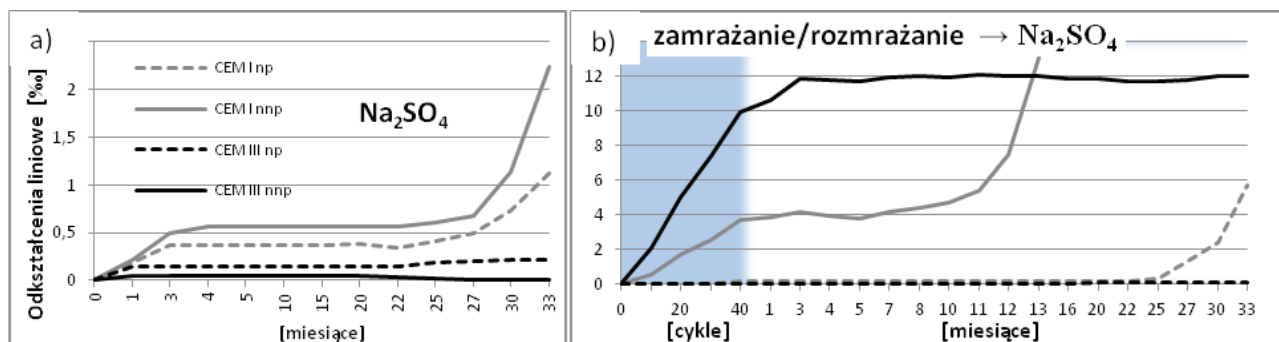 a)
Odkształcenia liniowe [‰]
2
1,5
1
0,5
0
CEM I np
CEM I nnp
CEM III np
CEM III nnp
Na₂SO₄
0 1 3 4 5 10 15 20 22 25 27 30 33
[miesiące]
b) zamrażanie/rozmrażanie → Na₂SO₄
12
10
8
6
4
2
0
0 20 40 1 3 4 5 7 9 10 11 12 13 14 16 20 22 25 27 30 33
[cykle] [miesiące]